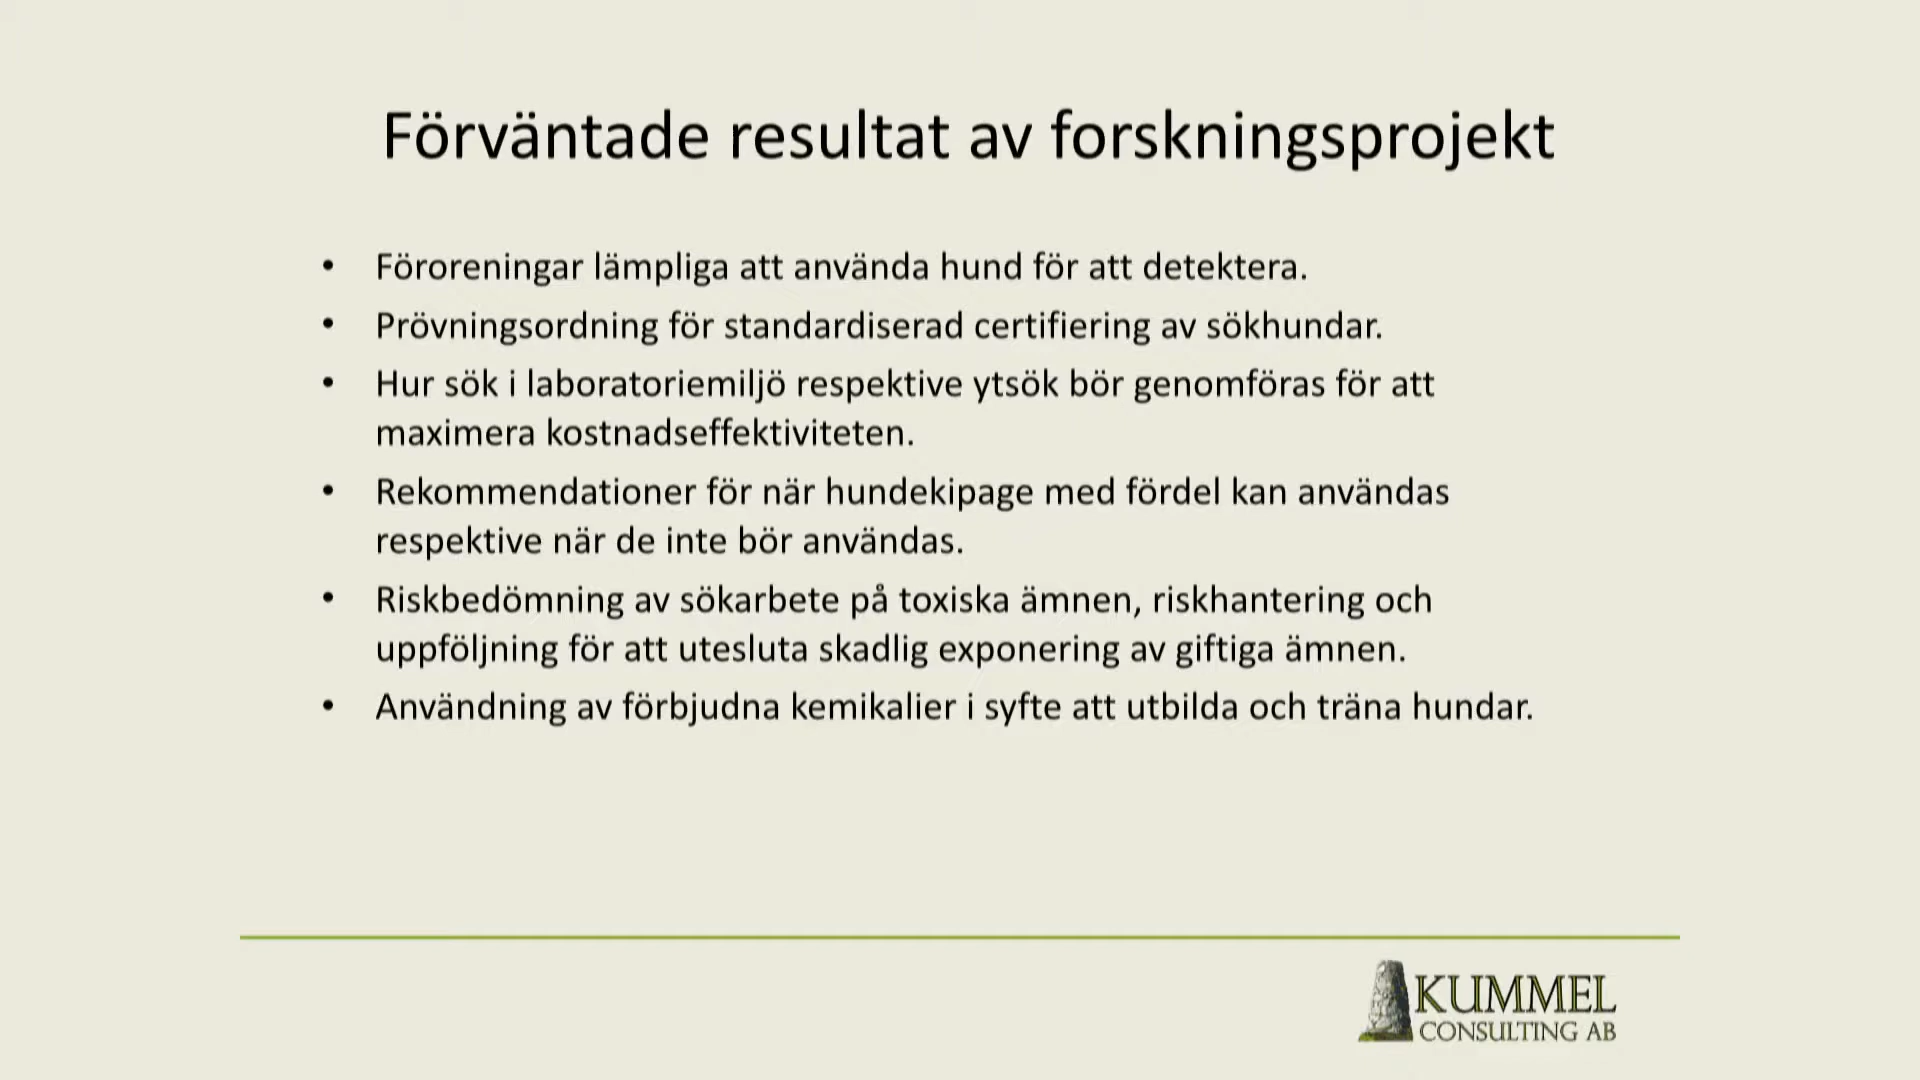 Förväntade resultat av forskningsprojekt
• Föroreningar lämpliga att använda hund för att detektera.
• Prövningsordning för standardiserad certifiering av sökhundar.
• Hur sök i laboratoriemiljö respektive ytsök bör genomföras för att
maximera kostnadseffektiviteten.
• Rekommendationer för när hundekipage med fördel kan användas
respektive när de inte bör användas.
• Riskbedömning av sökarbete på toxiska ämnen, riskhantering och
uppföljning för att utesluta skadlig exponering av giftiga ämnen.
• Användning av förbjudna kemikalier i syfte att utbilda och träna hundar.
KUMMEL
CONSULTING AB